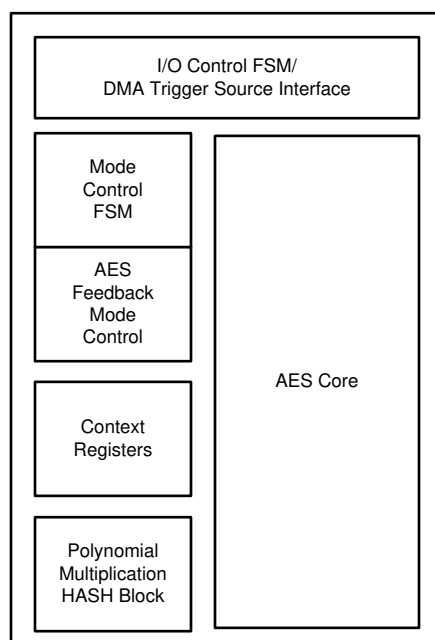 I/O Control FSM/
DMA Trigger Source Interface
Mode
Control
FSM
AES
Feedback
Mode
Control
AES Core
Context
Registers
Polynomial
Multiplication
HASH Block